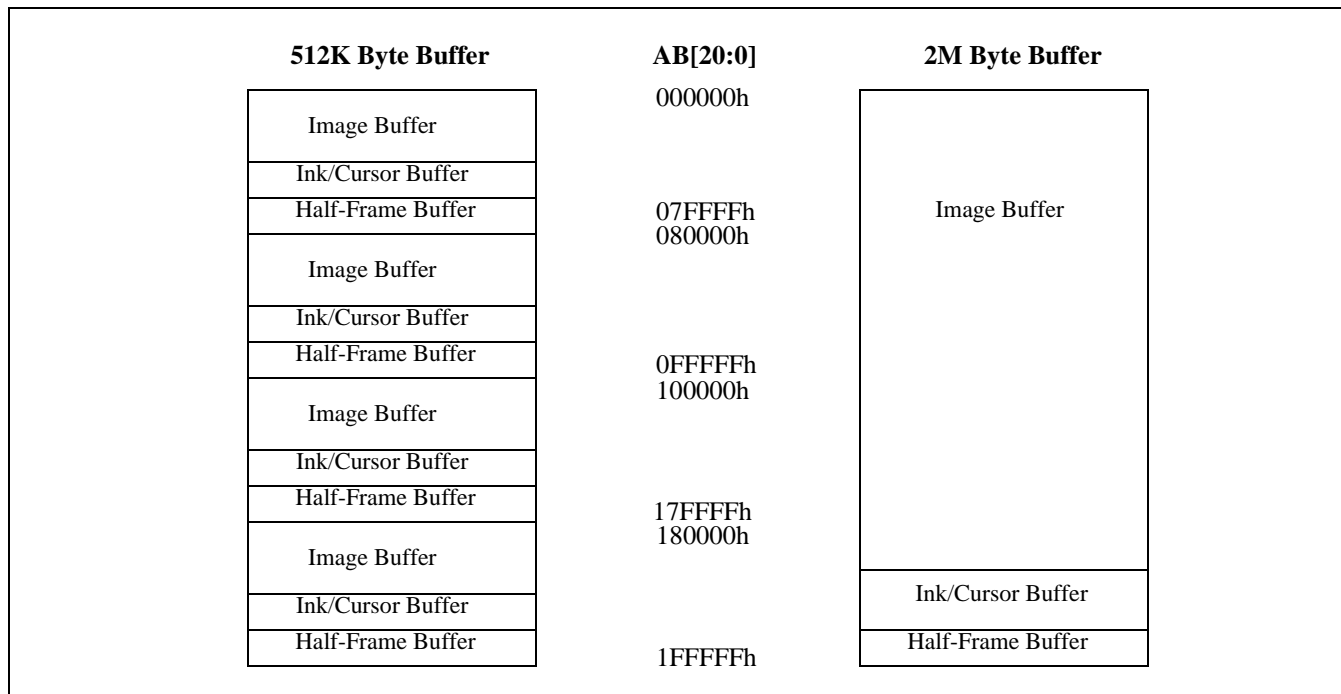 512K Byte Buffer AB[20:0] 2M Byte Buffer
000000h
Image Buffer
Ink/Cursor Buffer
Half-Frame Buffer 07FFFFh Image Buffer
080000h
Image Buffer
Ink/Cursor Buffer
Half-Frame Buffer 0FFFFFh
100000h
Image Buffer
Ink/Cursor Buffer
Half-Frame Buffer 17FFFFh
180000h
Image Buffer
Ink/Cursor Buffer Ink/Cursor Buffer
Half-Frame Buffer 1FFFFFh Half-Frame Buffer